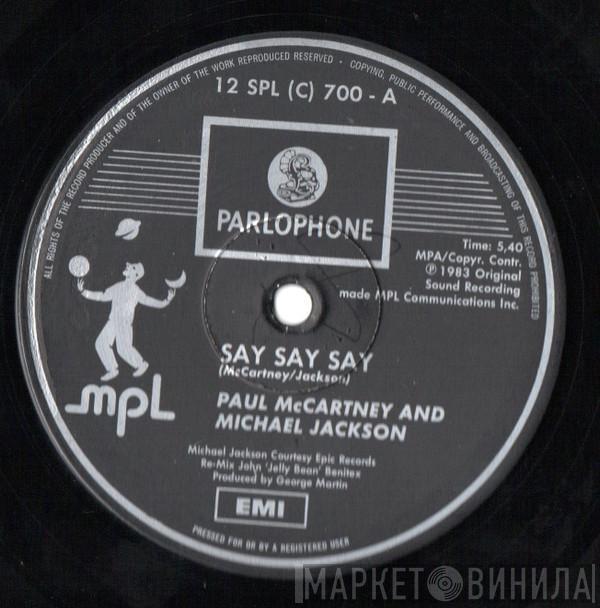 ALL RIGHTS OF THE RECORD PRODUCER AND OF THE OWNER OF THE WORK REPRODUCED RESERVED · COPYING, PUBLIC PERFORMANCE AND BROADCASTING OF THIS RECORD PROHIBITED
12 SPL (C) 700 - A
PARLOPHONE
Time: 5,40
MPA/Copyr. Contr.
℗ 1983 Original
Sound Recording
made MPL Communications Inc.
mpL
SAY SAY SAY
(McCartney/Jackson)
PAUL McCARTNEY AND
MICHAEL JACKSON
Michael Jackson Courtesy Epic Records
Re-Mix John 'Jelly Bean' Benitex
Produced by George Martin
EMI
PRESSED FOR OR BY A REGISTERED USER
МАРКЕТ ВИНИЛА